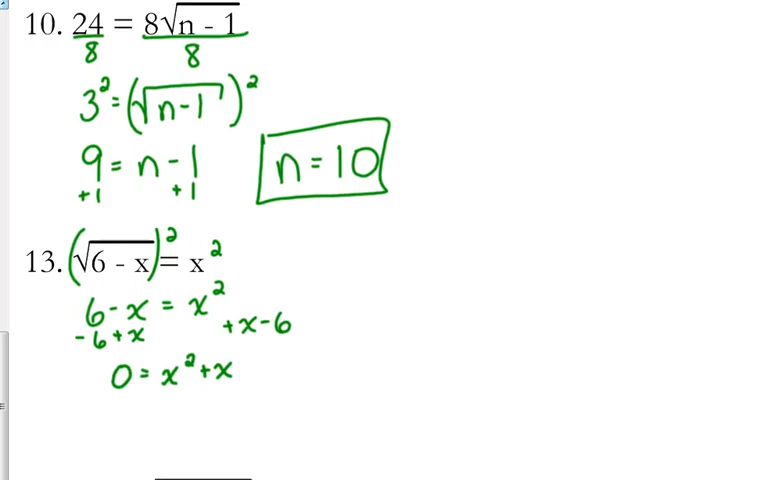 10. 24 = 8√n - 1
8 8
3² = (√n - 1)²
9 = n - 1
+1 +1
n = 10
13. (√6 - x)² = x²
6 - x = x²
- 6 + x + x - 6
0 = x² + x